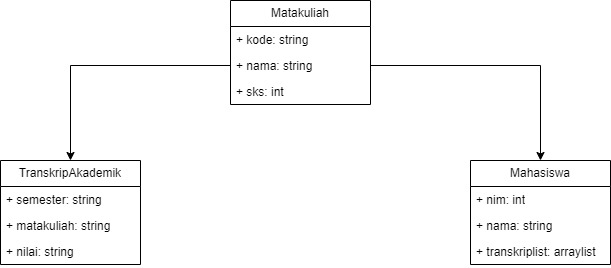 Matakuliah
+ kode: string
+ nama: string
+ sks: int
TranskripAkademik
+ semester: string
+ matakuliah: string
+ nilai: string
Mahasiswa
+ nim: int
+ nama: string
+ transkriplist: arraylist